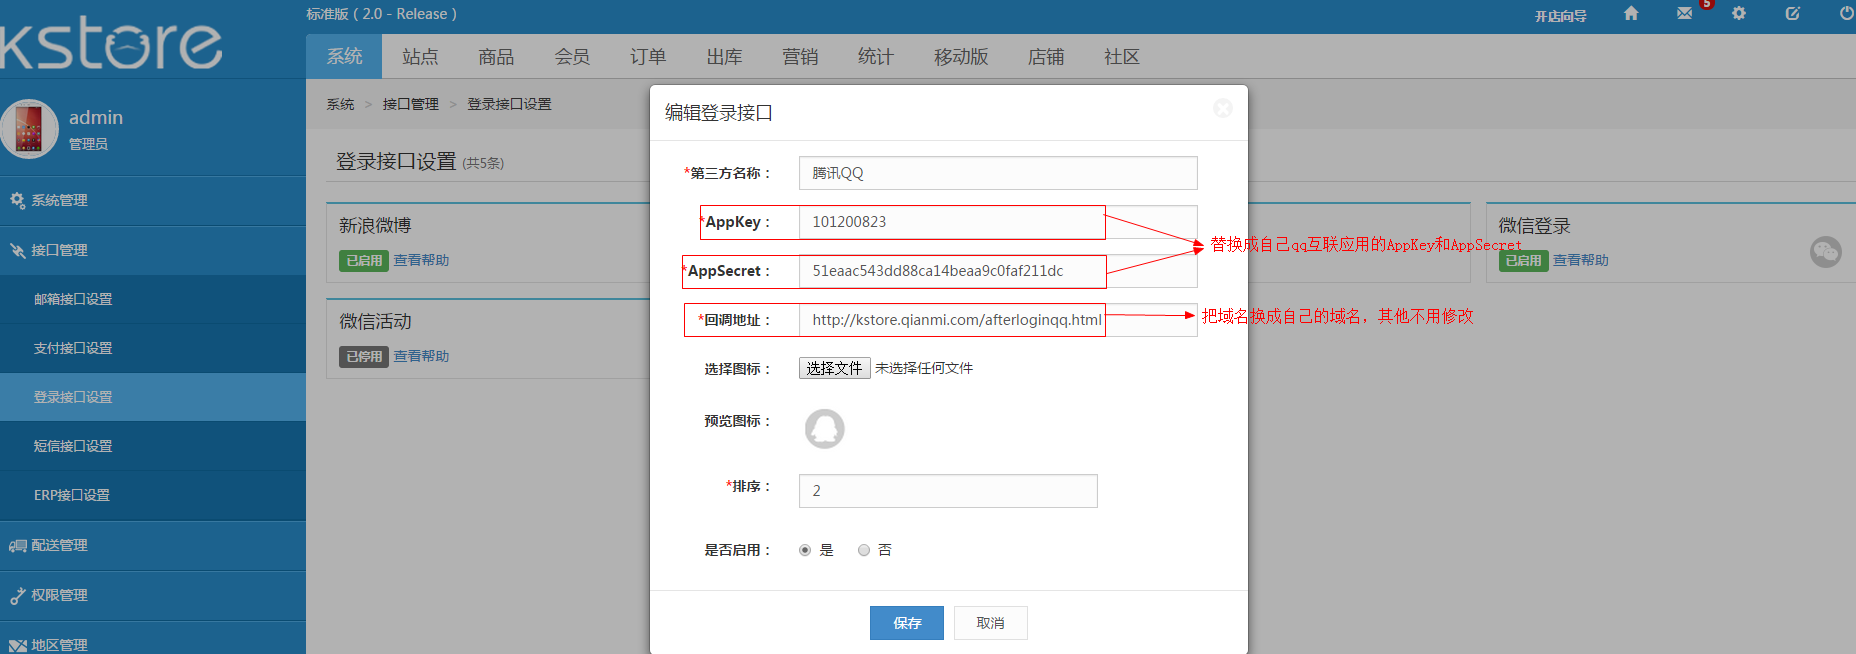 kstore
标准版 ( 2.0 - Release )
开店向导
5
系统 站点 商品 会员 订单 出库 营销 统计 移动版 店铺 社区
admin
管理员
系统 > 接口管理 > 登录接口设置
登录接口设置 (共5条)
系统管理
接口管理
邮箱接口设置
支付接口设置
登录接口设置
短信接口设置
ERP接口设置
配送管理
权限管理
地区管理
新浪微博
已启用 查看帮助
微信活动
已停用 查看帮助
微信登录
已启用 查看帮助
编辑登录接口
*第三方名称： 腾讯QQ
*AppKey： 101200823
*AppSecret： 51eaac543dd88ca14beaa9c0faf211dc
替换成自己qq互联应用的AppKey和AppSecret
*回调地址： http://kstore.qianmi.com/afterloginqq.html
把域名换成自己的域名，其他不用修改
选择图标： 选择文件 未选择任何文件
预览图标：
*排序： 2
是否启用： 是 否
保存 取消